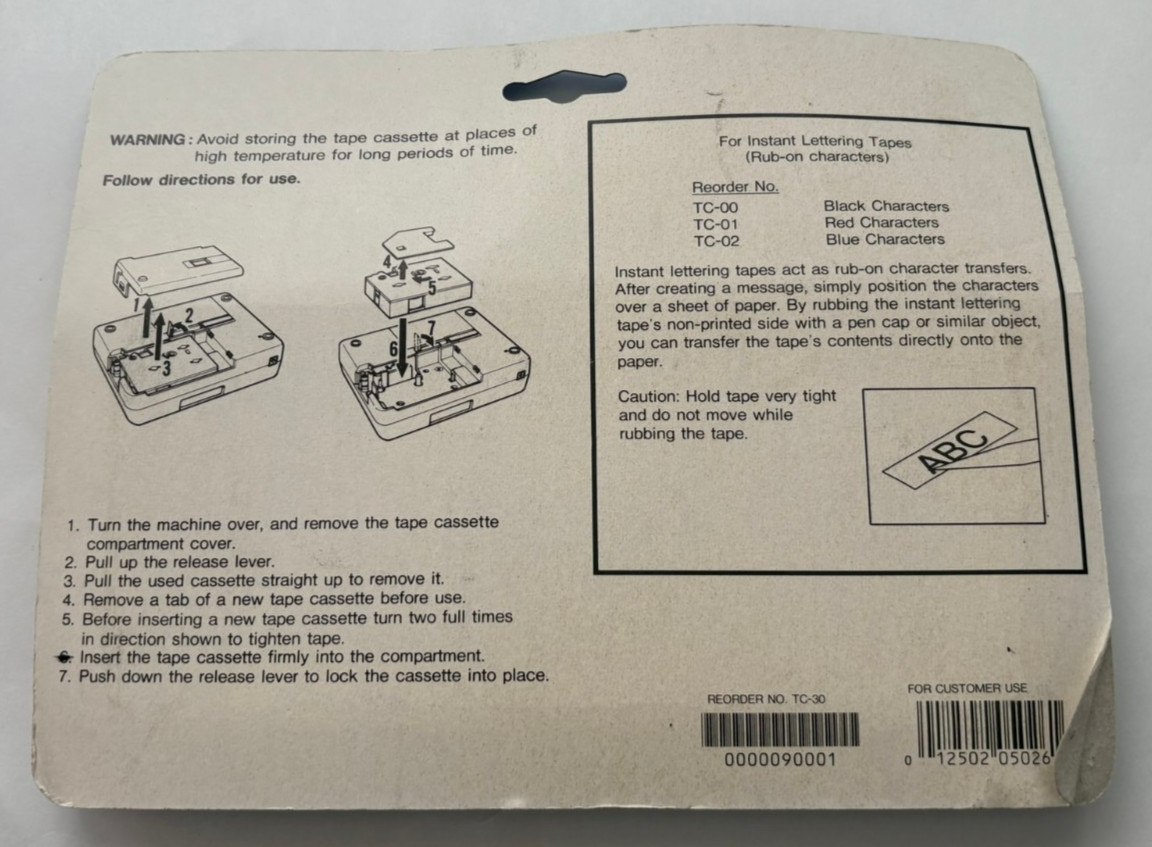 WARNING : Avoid storing the tape cassette at places of
high temperature for long periods of time.
Follow directions for use.
1
2
3
4
5
6
7
1. Turn the machine over, and remove the tape cassette
compartment cover.
2. Pull up the release lever.
3. Pull the used cassette straight up to remove it.
4. Remove a tab of a new tape cassette before use.
5. Before inserting a new tape cassette turn two full times
in direction shown to tighten tape.
6. Insert the tape cassette firmly into the compartment.
7. Push down the release lever to lock the cassette into place.
For Instant Lettering Tapes
(Rub-on characters)
Reorder No.
TC-00 Black Characters
TC-01 Red Characters
TC-02 Blue Characters
Instant lettering tapes act as rub-on character transfers.
After creating a message, simply position the characters
over a sheet of paper. By rubbing the instant lettering
tape's non-printed side with a pen cap or similar object,
you can transfer the tape's contents directly onto the
paper.
Caution: Hold tape very tight
and do not move while
rubbing the tape.
ABC
REORDER NO. TC-30
0000090001
FOR CUSTOMER USE
0 12502 05026